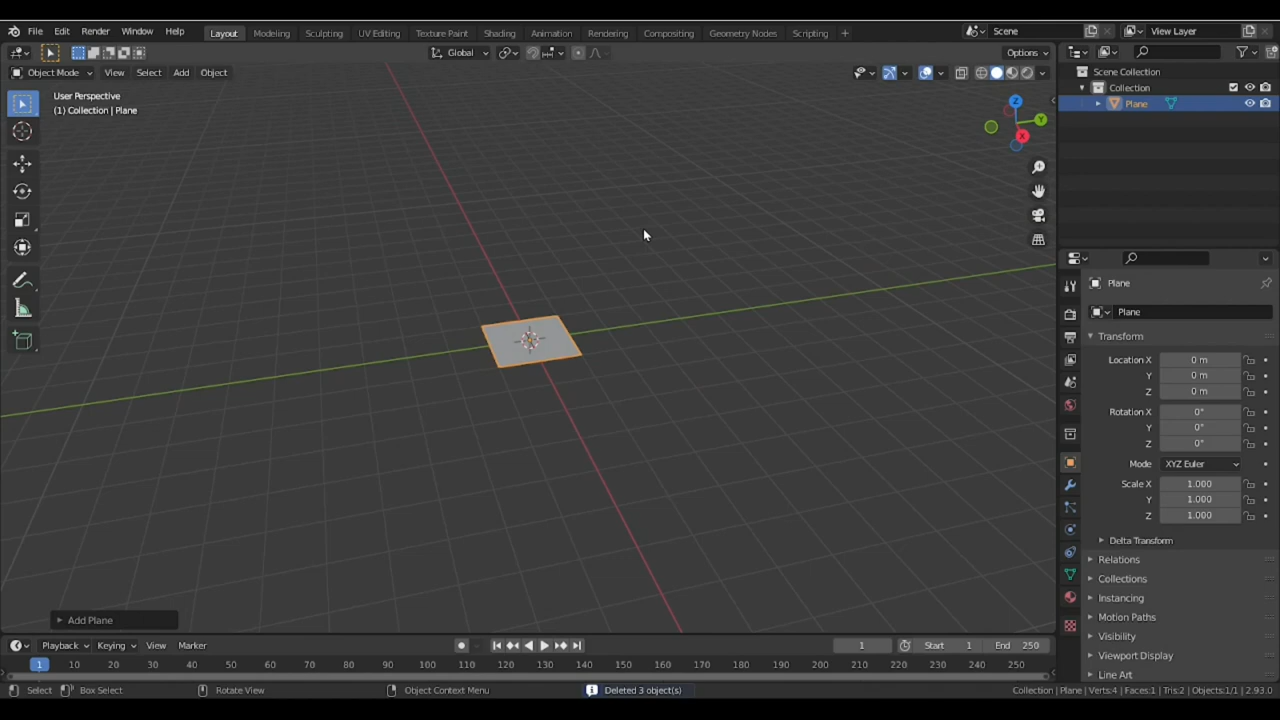 File Edit Render Window Help Layout Modeling Sculpting UV Editing Texture Paint Shading Animation Rendering Compositing Geometry Nodes Scripting + Scene View Layer
Global Options
Object Mode View Select Add Object
User Perspective
(1) Collection | Plane
Z
Y
X
Scene Collection
Collection
Plane
Plane
Plane
Transform
Location X 0 m
Y 0 m
Z 0 m
Rotation X 0°
Y 0°
Z 0°
Mode XYZ Euler
Scale X 1.000
Y 1.000
Z 1.000
Delta Transform
Relations
Collections
Instancing
Motion Paths
Visibility
Viewport Display
Line Art
Add Plane
Playback Keying View Marker 1 Start 1 End 250
1 10 20 30 40 50 60 70 80 90 100 110 120 130 140 150 160 170 180 190 200 210 220 230 240 250
Select Box Select Rotate View Object Context Menu Deleted 3 object(s) Collection | Plane | Verts:4 | Faces:1 | Tris:2 | Objects:1/1 | 2.93.0